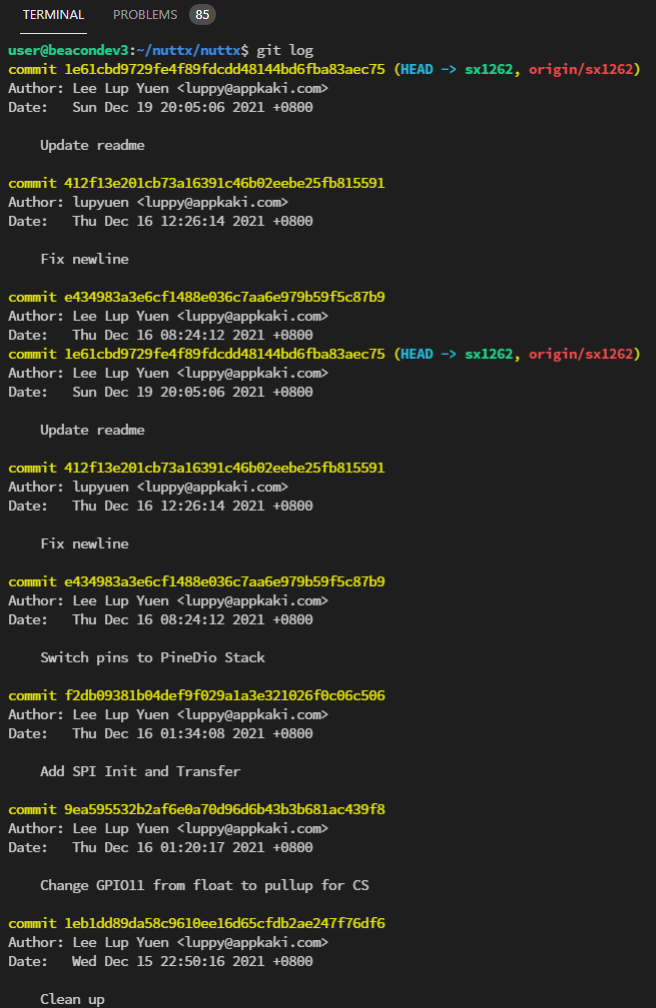 TERMINAL PROBLEMS 85
user@beacondev3:~/nuttx/nuttx$ git log
commit 1e61cbd9729fe4f89fdcdd48144bd6fba83aec75 (HEAD -> sx1262, origin/sx1262)
Author: Lee Lup Yuen <luppy@appkaki.com>
Date:   Sun Dec 19 20:05:06 2021 +0800
Update readme
commit 412f13e201cb73a16391c46b02eebe25fb815591
Author: lupyuen <luppy@appkaki.com>
Date:   Thu Dec 16 12:26:14 2021 +0800
Fix newline
commit e434983a3e6cf1488e036c7aa6e979b59f5c87b9
Author: Lee Lup Yuen <luppy@appkaki.com>
Date:   Thu Dec 16 08:24:12 2021 +0800
commit 1e61cbd9729fe4f89fdcdd48144bd6fba83aec75 (HEAD -> sx1262, origin/sx1262)
Author: Lee Lup Yuen <luppy@appkaki.com>
Date:   Sun Dec 19 20:05:06 2021 +0800
Update readme
commit 412f13e201cb73a16391c46b02eebe25fb815591
Author: lupyuen <luppy@appkaki.com>
Date:   Thu Dec 16 12:26:14 2021 +0800
Fix newline
commit e434983a3e6cf1488e036c7aa6e979b59f5c87b9
Author: Lee Lup Yuen <luppy@appkaki.com>
Date:   Thu Dec 16 08:24:12 2021 +0800
Switch pins to PineDio Stack
commit f2db09381b04def9f029a1a3e321026f0c06c506
Author: Lee Lup Yuen <luppy@appkaki.com>
Date:   Thu Dec 16 01:34:08 2021 +0800
Add SPI Init and Transfer
commit 9ea595532b2af6e0a70d96d6b43b3b681ac439f8
Author: Lee Lup Yuen <luppy@appkaki.com>
Date:   Thu Dec 16 01:20:17 2021 +0800
Change GPIO11 from float to pullup for CS
commit 1eb1dd89da58c9610ee16d65cfdb2ae247f76df6
Author: Lee Lup Yuen <luppy@appkaki.com>
Date:   Wed Dec 15 22:50:16 2021 +0800
Clean up